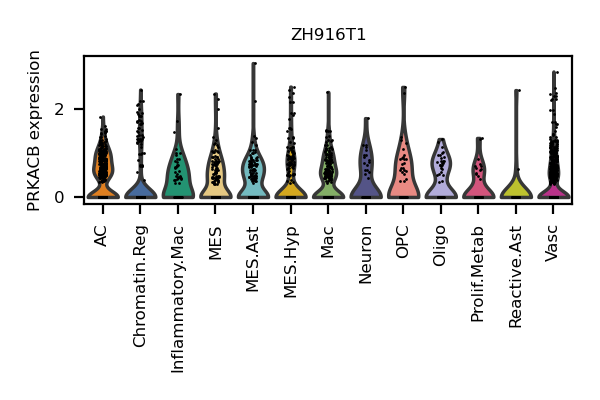 ZH916T1
PRKACB expression
2
0
AC
Chromatin.Reg
Inflammatory.Mac
MES
MES.Ast
MES.Hyp
Mac
Neuron
OPC
Oligo
Prolif.Metab
Reactive.Ast
Vasc